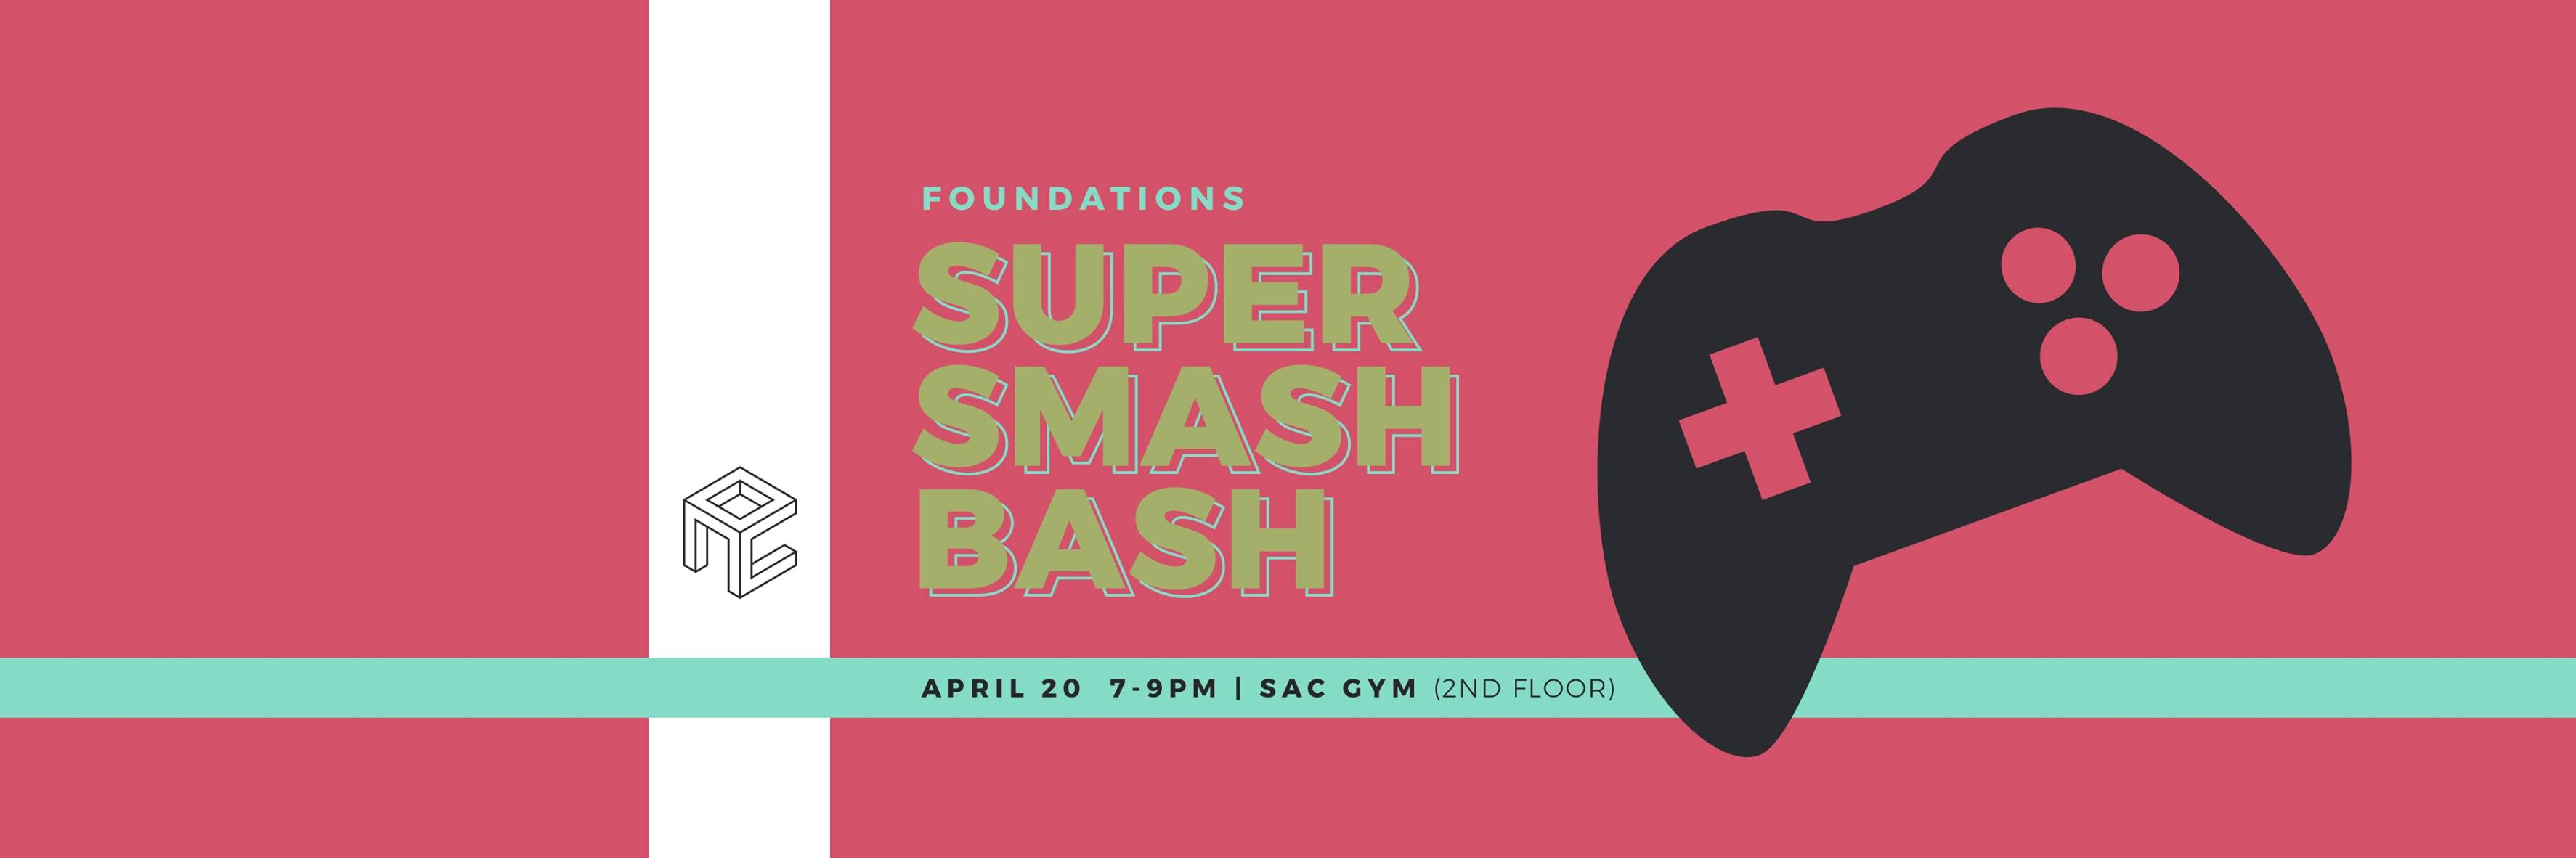 FOUNDATIONS
SUPER
SMASH
BASH
APRIL 20 7-9PM | SAC GYM (2ND FLOOR)